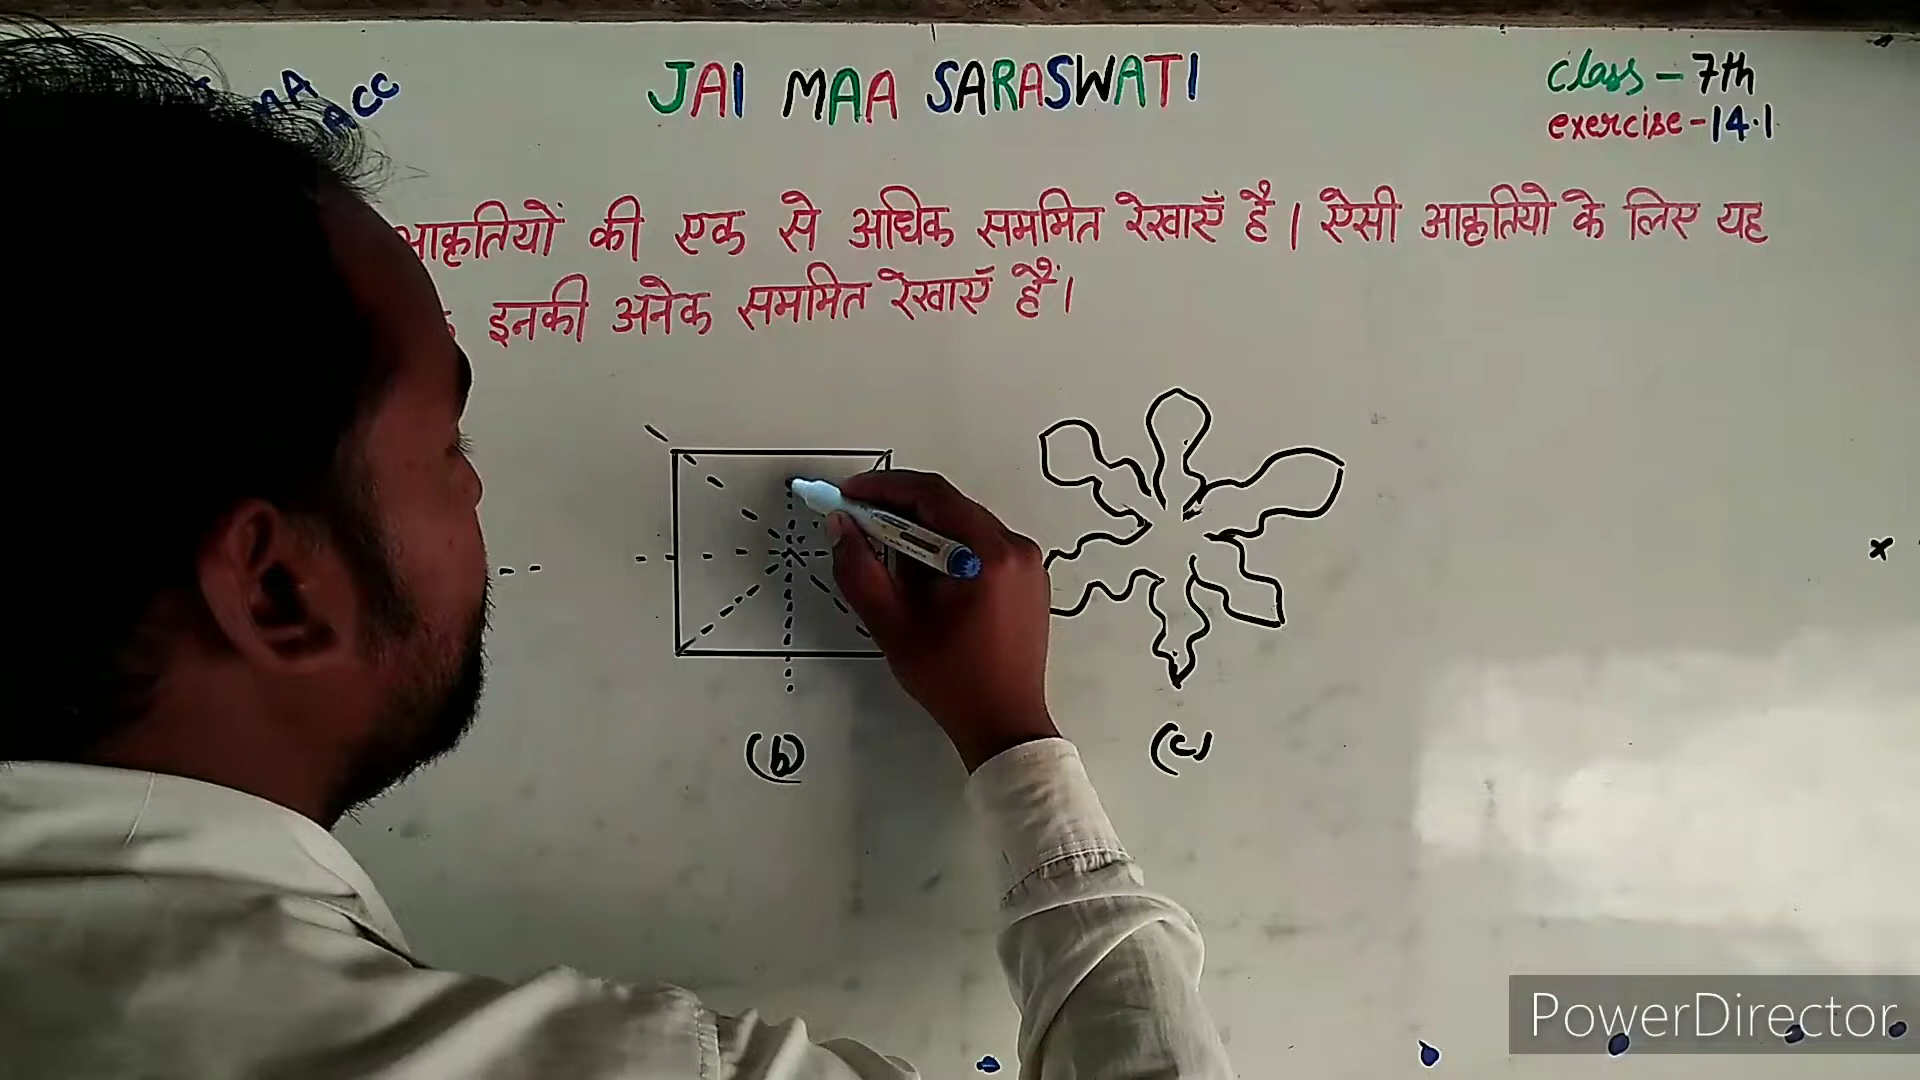 JAI MAA SARASWATI
ACC
class - 7th
exercise - 14.1
आकृतियों की एक से अधिक सममित रेखाएँ है। ऐसी आकृतियो के लिए यह
इनकी अनेक सममित रेखाएँ हैं।
(b)
(c)
PowerDirector